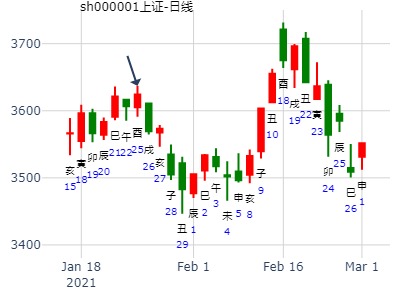 sh000001上证-日线
3700
3600
3500
3400
亥
15
寅
18
卯
19
辰
20
巳
21
午
22
酉
25
戌
26
亥
27
子
28
丑
29
辰
1
巳
2
午
3
未
4
申
5
亥
8
子
9
丑
10
酉
18
戌
19
丑
22
寅
23
卯
24
辰
25
巳
26
申
1
Jan 18
2021
Feb 1
Feb 16
Mar 1